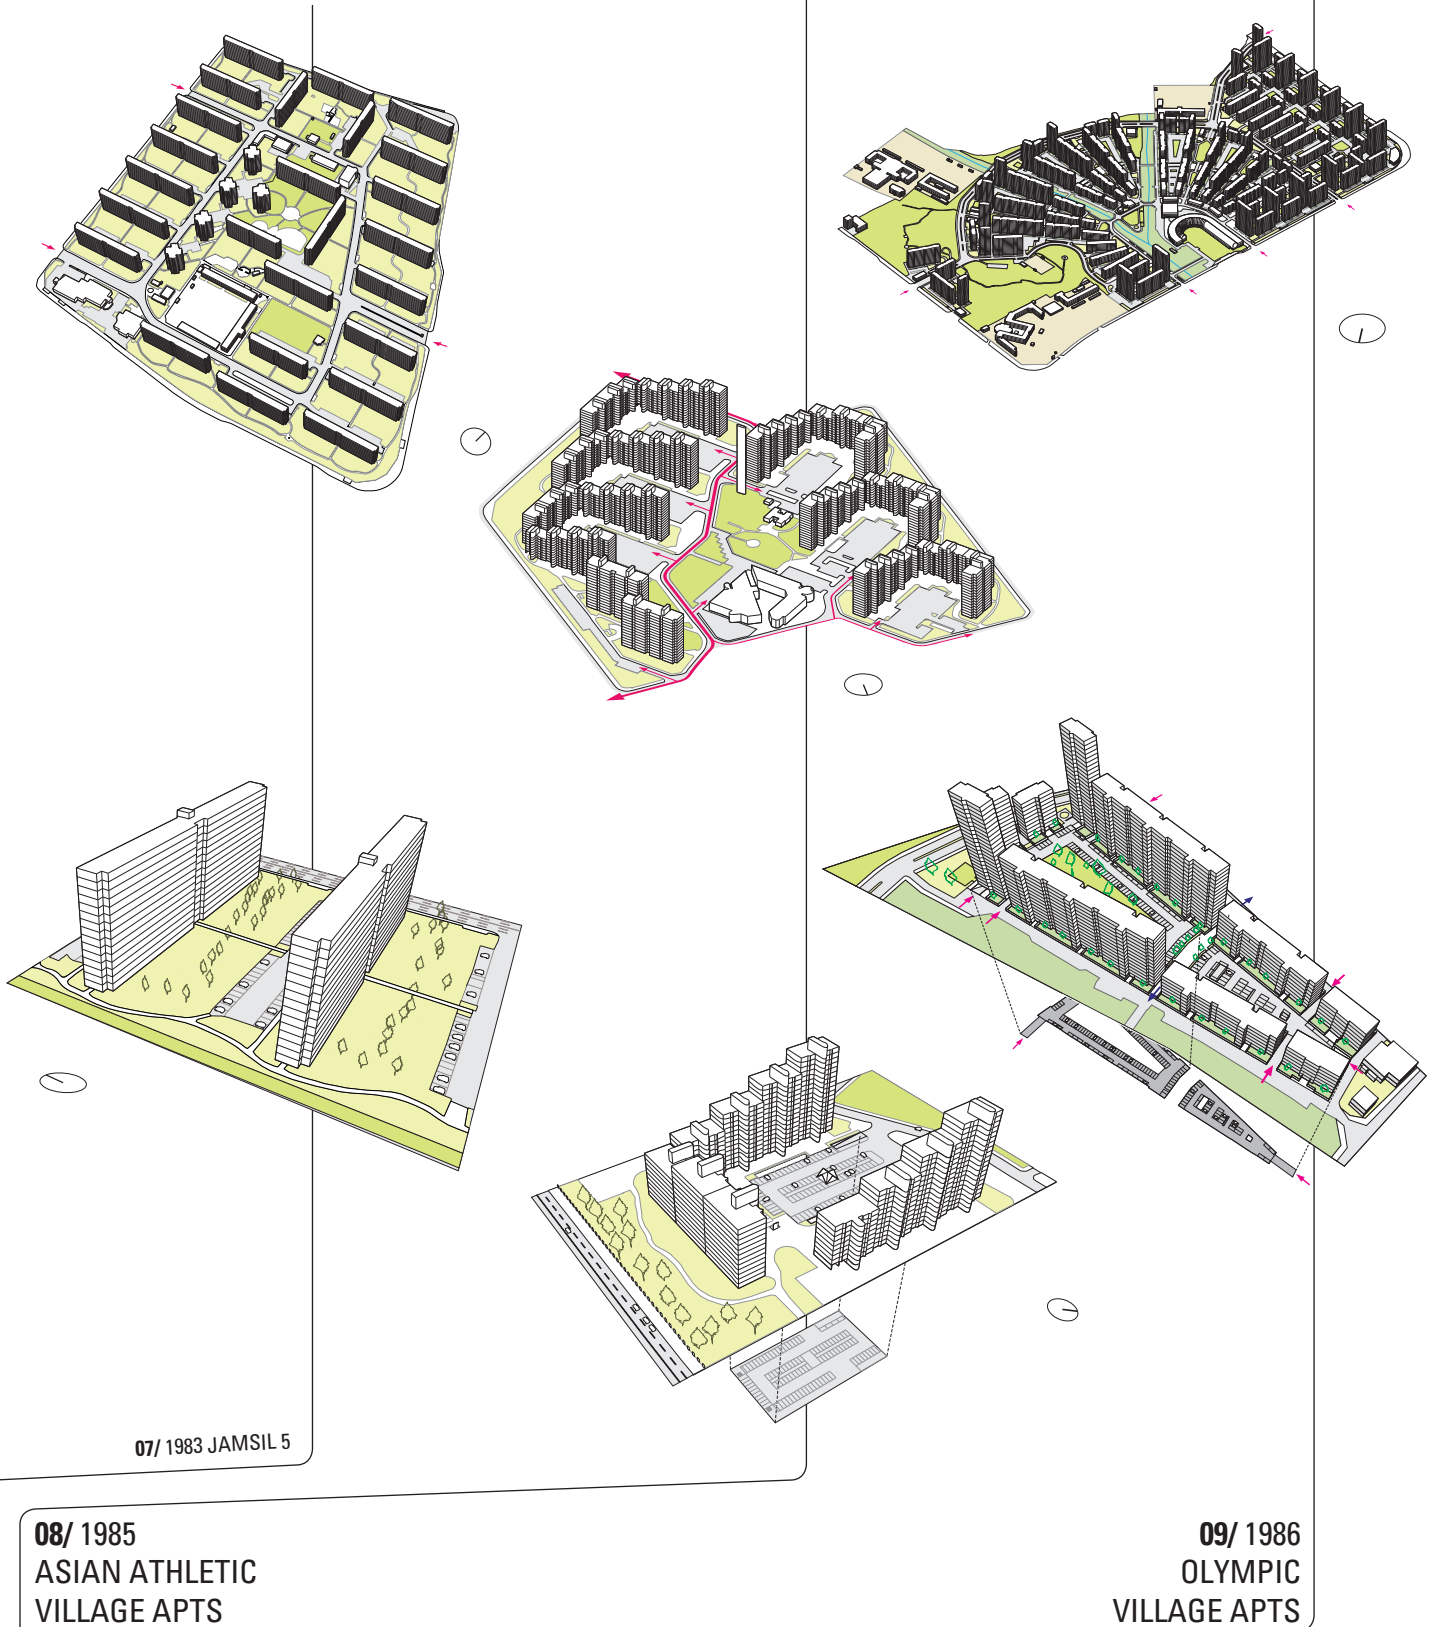 07/ 1983 JAMSIL 5
08/ 1985
ASIAN ATHLETIC
VILLAGE APTS
09/ 1986
OLYMPIC
VILLAGE APTS